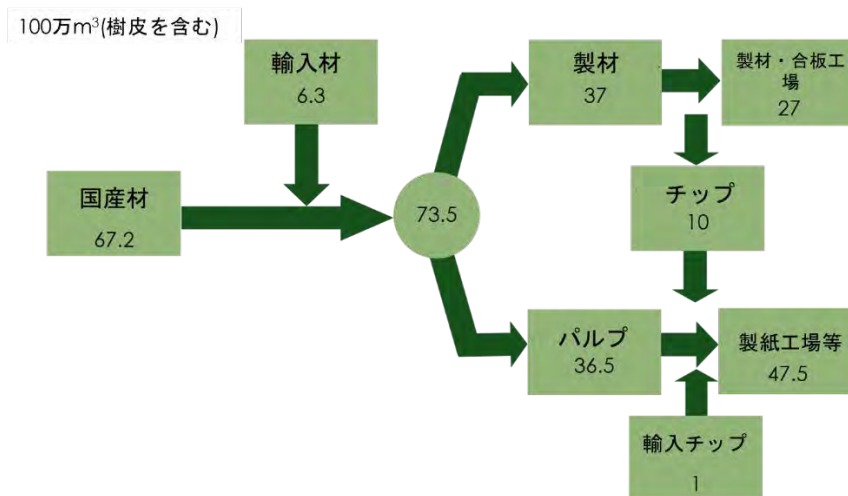 100万m³(樹皮を含む)
輸入材
6.3
国産材
67.2
73.5
製材
37
製材・合板工
場
27
チップ
10
パルプ
36.5
製紙工場等
47.5
輸入チップ
1